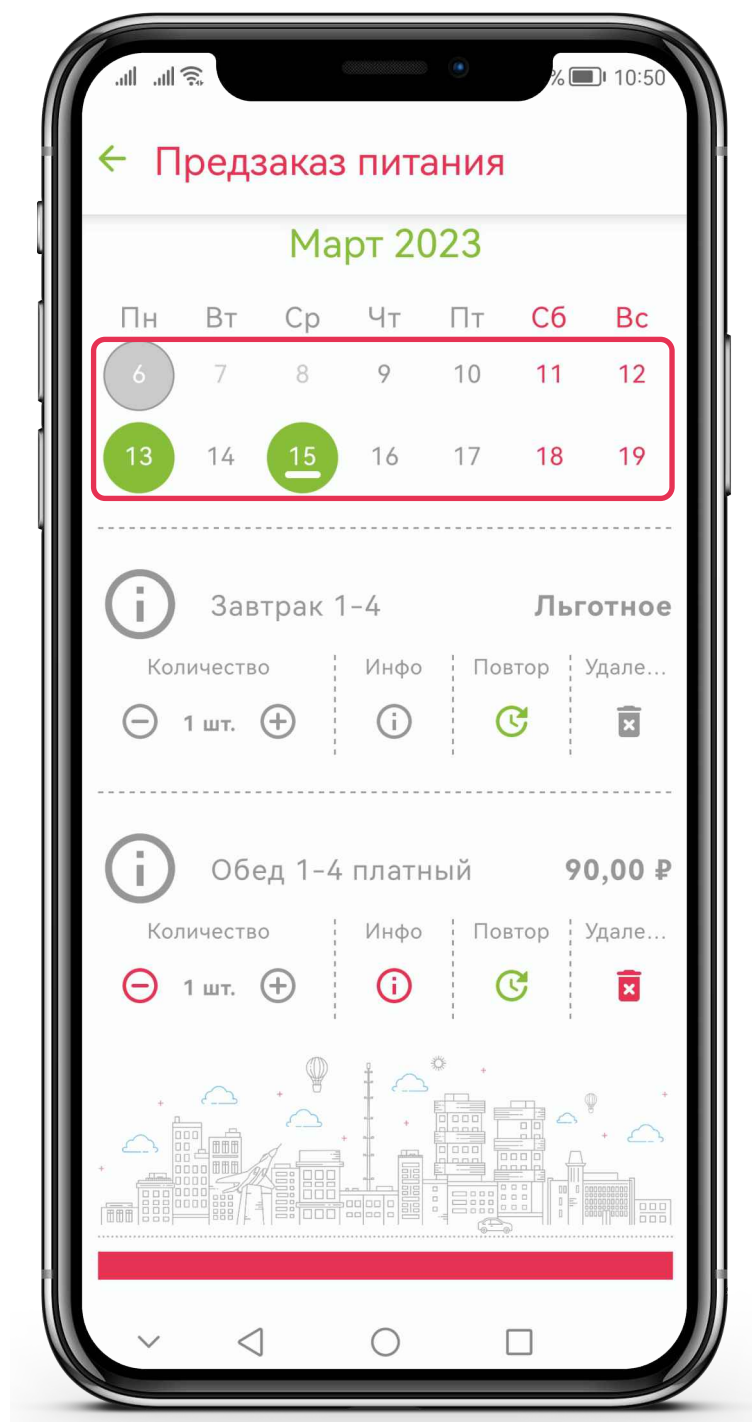 % 10:50
Предзаказ питания
Март 2023
Пн Вт Ср Чт Пт Сб Вс
6 7 8 9 10 11 12
13 14 15 16 17 18 19
Завтрак 1-4 Льготное
Количество Инфо Повтор Удале...
1 шт.
Обед 1-4 платный 90,00 ₽
Количество Инфо Повтор Удале...
1 шт.